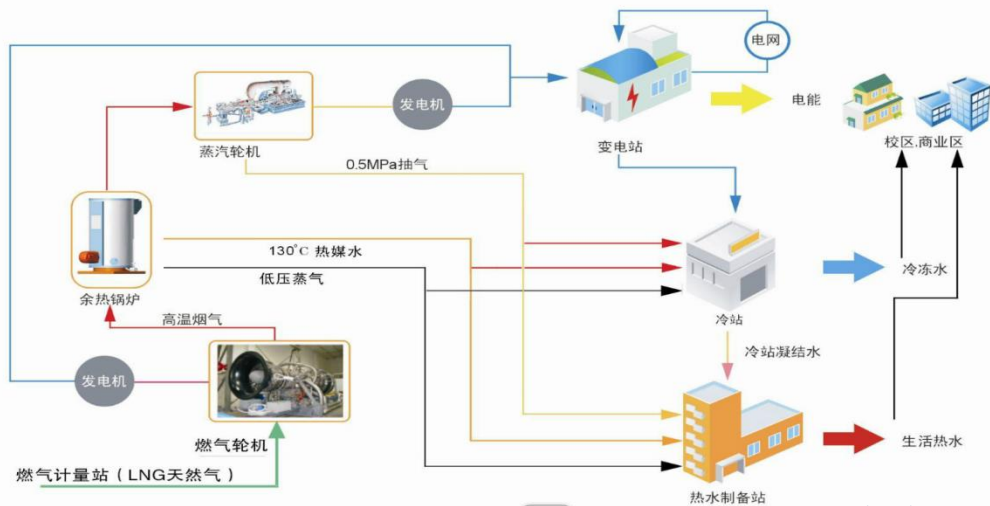 电网
发电机
电能
蒸汽轮机
变电站
校区.商业区
0.5MPa抽气
130°C 热媒水
低压蒸气
冷冻水
余热锅炉
冷站
高温烟气
冷站凝结水
发电机
燃气轮机
生活热水
燃气计量站（LNG天然气）
热水制备站